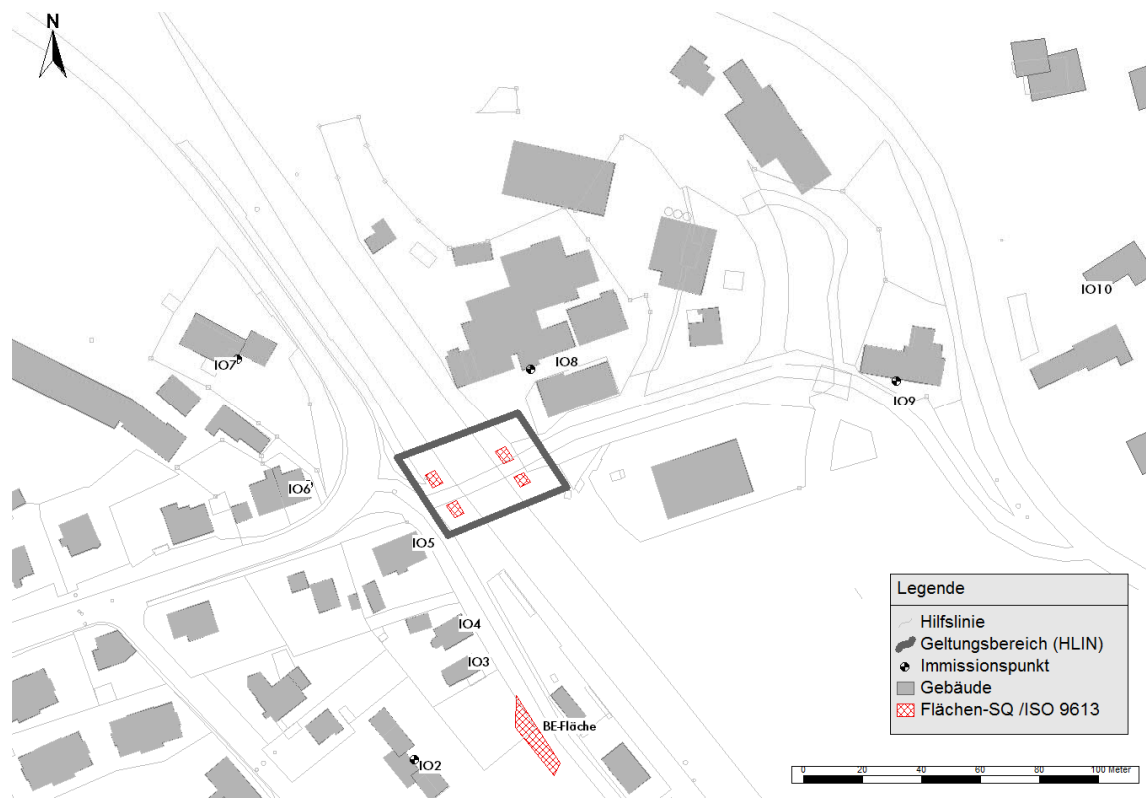 N
IO10
IO7
IO8
IO9
IO6
IO5
IO4
IO3
BE-Fläche
IO2
Legende
Hilfslinie
Geltungsbereich (HLIN)
Immissionspunkt
Gebäude
Flächen-SQ /ISO 9613
0 20 40 60 80 100 Meter